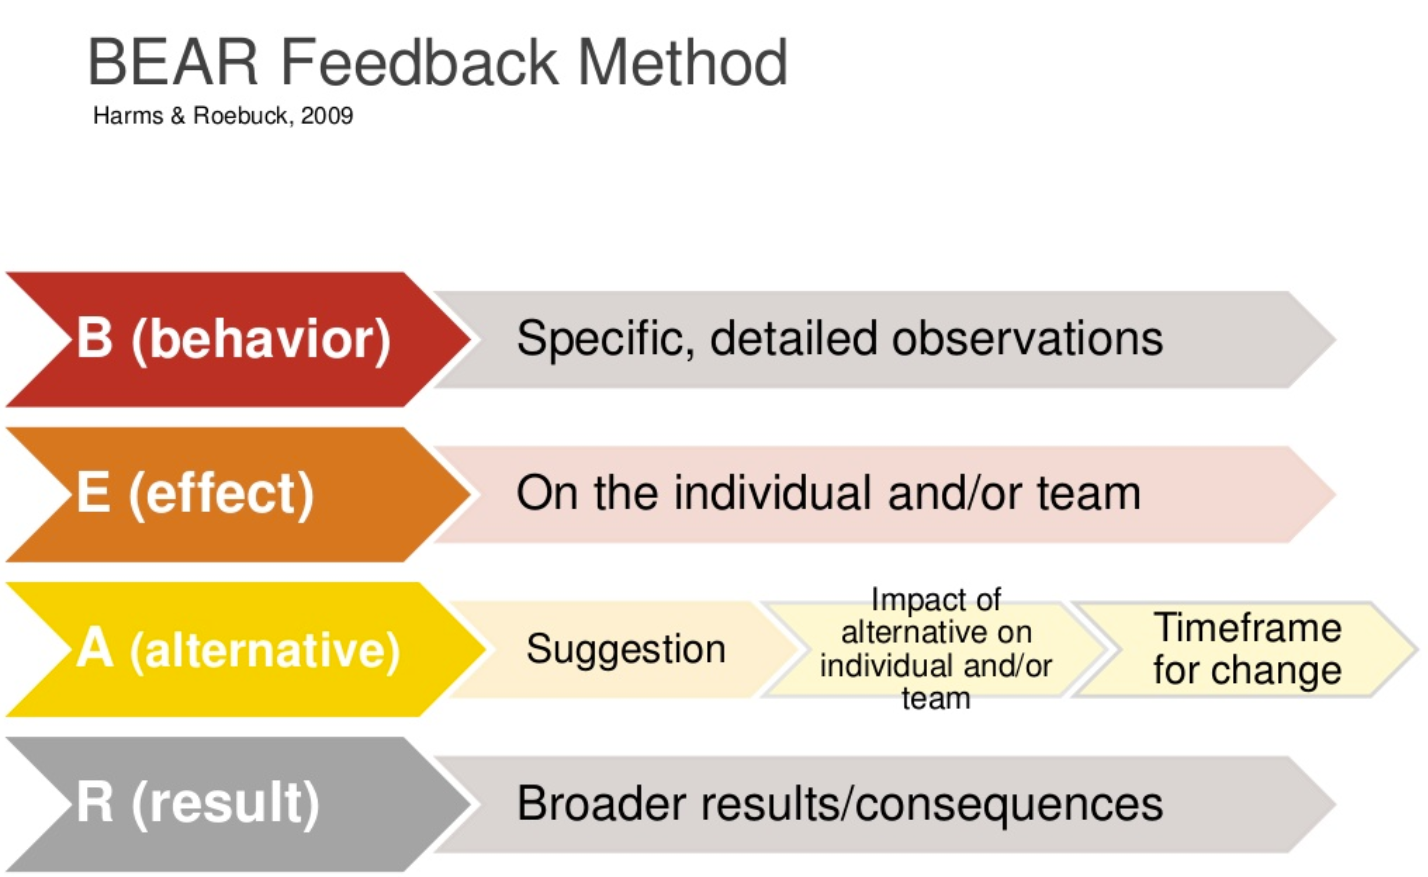 BEAR Feedback Method
Harms & Roebuck, 2009
B (behavior)
Specific, detailed observations
E (effect)
On the individual and/or team
A (alternative)
Suggestion
Impact of
alternative on
individual and/or
team
Timeframe
for change
R (result)
Broader results/consequences